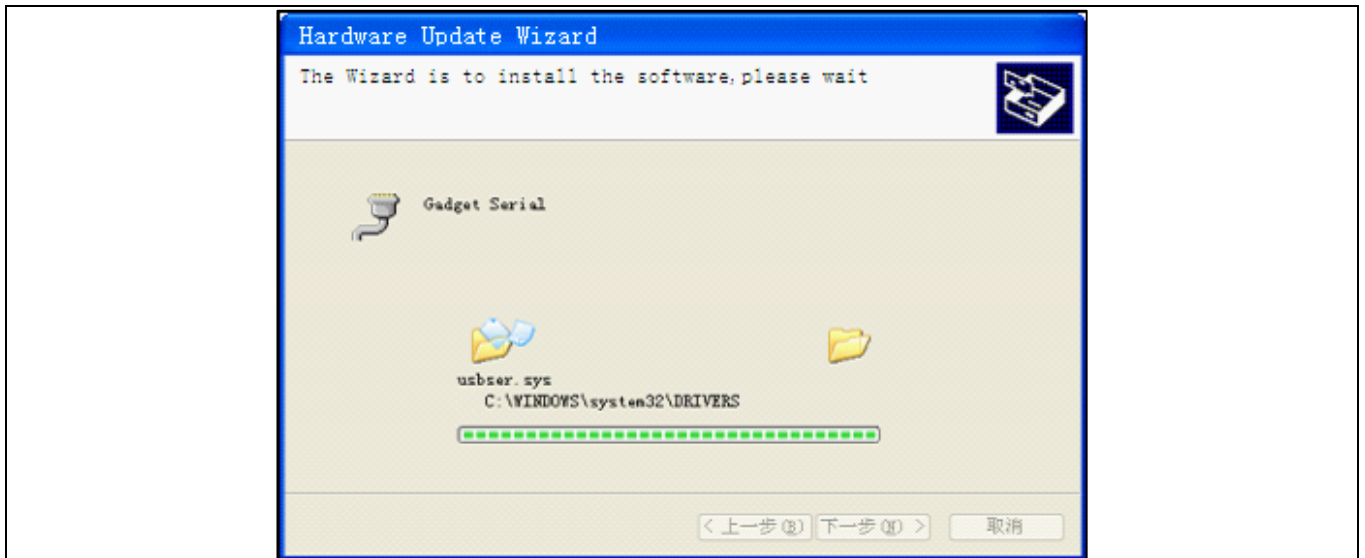 Hardware Update Wizard
The Wizard is to install the software,please wait
Gadget Serial
usbser.sys
C:\WINDOWS\system32\DRIVERS
< 上一步(B) 下一步(N) > 取消